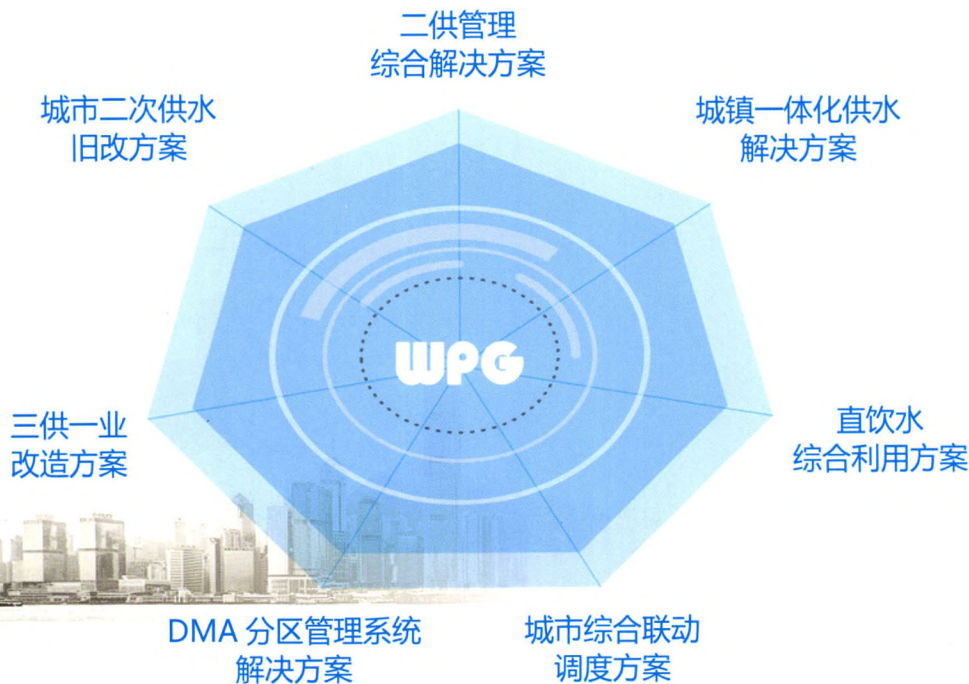 二供管理
综合解决方案
城市二次供水
旧改方案
城镇一体化供水
解决方案
WPG
三供一业
改造方案
直饮水
综合利用方案
DMA 分区管理系统
解决方案
城市综合联动
调度方案